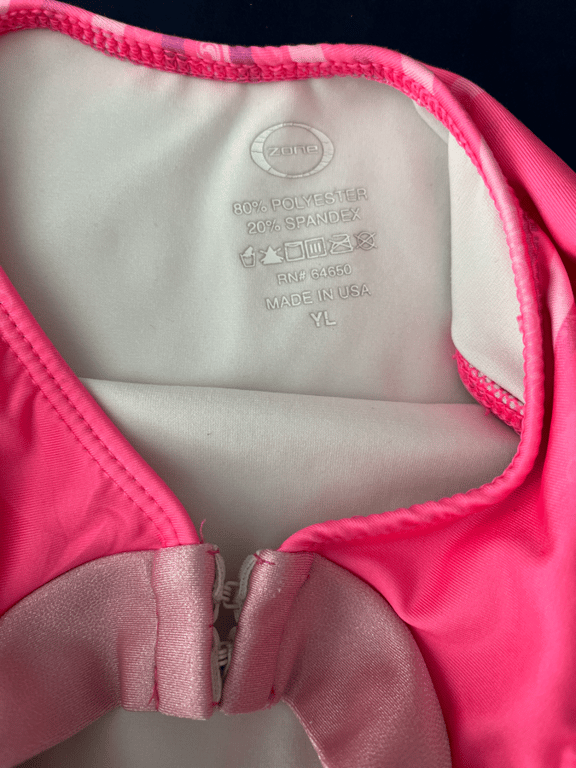 zone
80% POLYESTER
20% SPANDEX
RN# 64650
MADE IN USA
YL